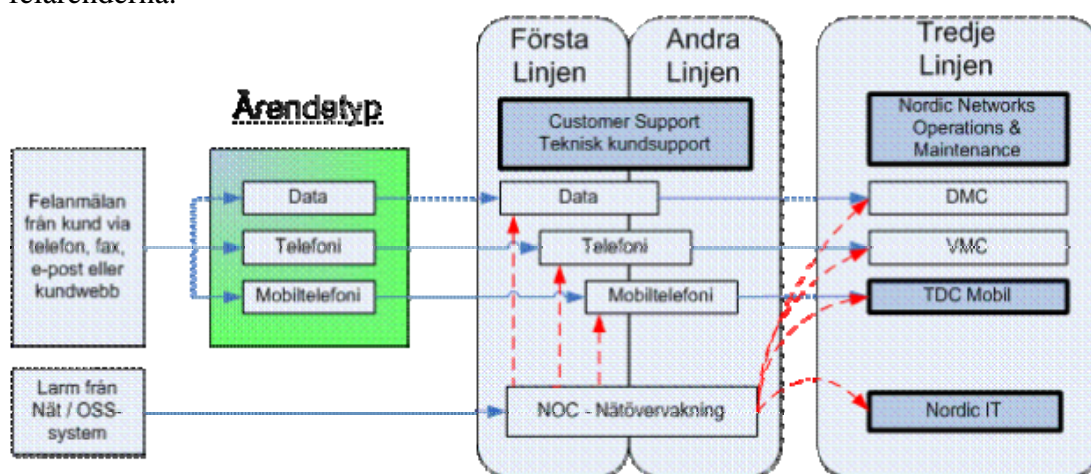 felärenderna.
Första
Linjen
Andra
Linjen
Tredje
Linjen
Ärendetyp
Customer Support
Teknisk kundsupport
Nordic Networks
Operations &
Maintenance
Felanmälan
från kund via
telefon, fax,
e-post eller
kundwebb
Data
Telefoni
Mobiltelefoni
Data
Telefoni
Mobiltelefoni
DMC
VMC
TDC Mobil
Larm från
Nät / OSS-
system
NOC - Nätövervakning
Nordic IT